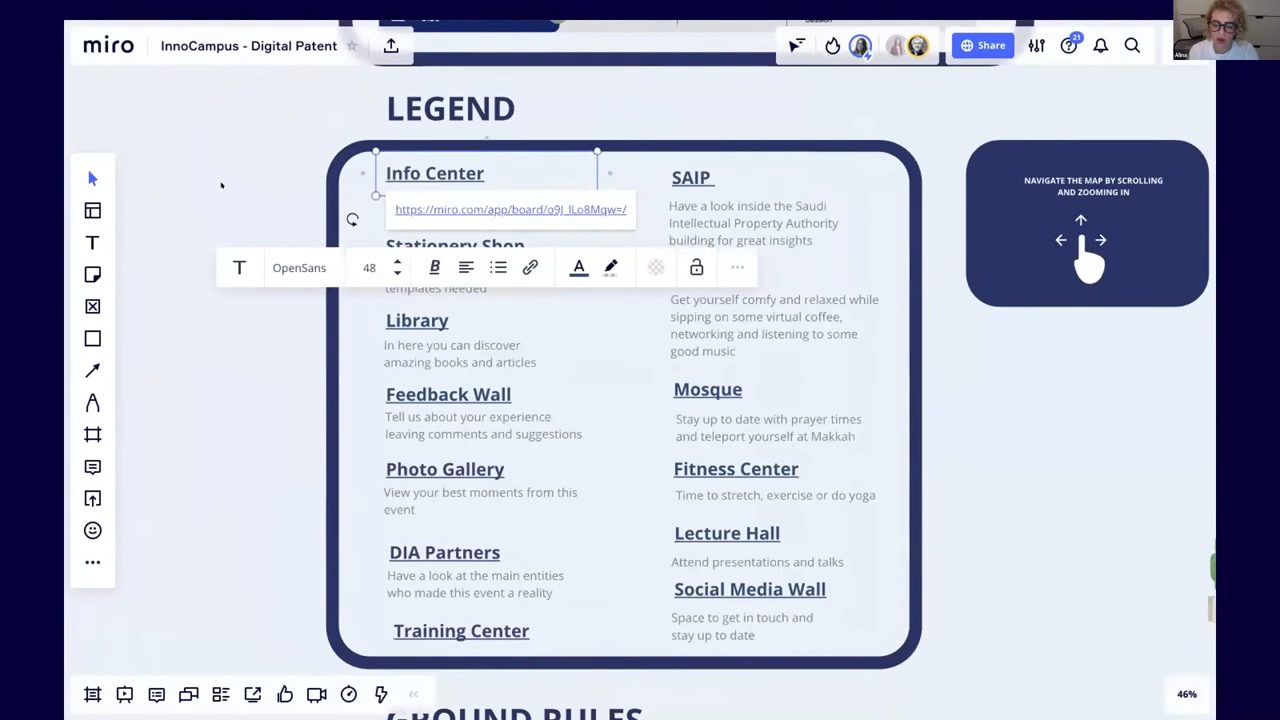 Session
miro
InnoCampus - Digital Patent
Share
21
Alina
LEGEND
Info Center
https://miro.com/app/board/o9J_lLo8Mqw=/
Stationery Shop
OpenSans
48
B
A
templates needed
Library
In here you can discover
amazing books and articles
Feedback Wall
Tell us about your experience
leaving comments and suggestions
Photo Gallery
View your best moments from this
event
DIA Partners
Have a look at the main entities
who made this event a reality
Training Center
SAIP
Have a look inside the Saudi
Intellectual Property Authority
building for great insights
Get yourself comfy and relaxed while
sipping on some virtual coffee,
networking and listening to some
good music
Mosque
Stay up to date with prayer times
and teleport yourself at Makkah
Fitness Center
Time to stretch, exercise or do yoga
Lecture Hall
Attend presentations and talks
Social Media Wall
Space to get in touch and
stay up to date
NAVIGATE THE MAP BY SCROLLING
AND ZOOMING IN
46%
GROUND RULES